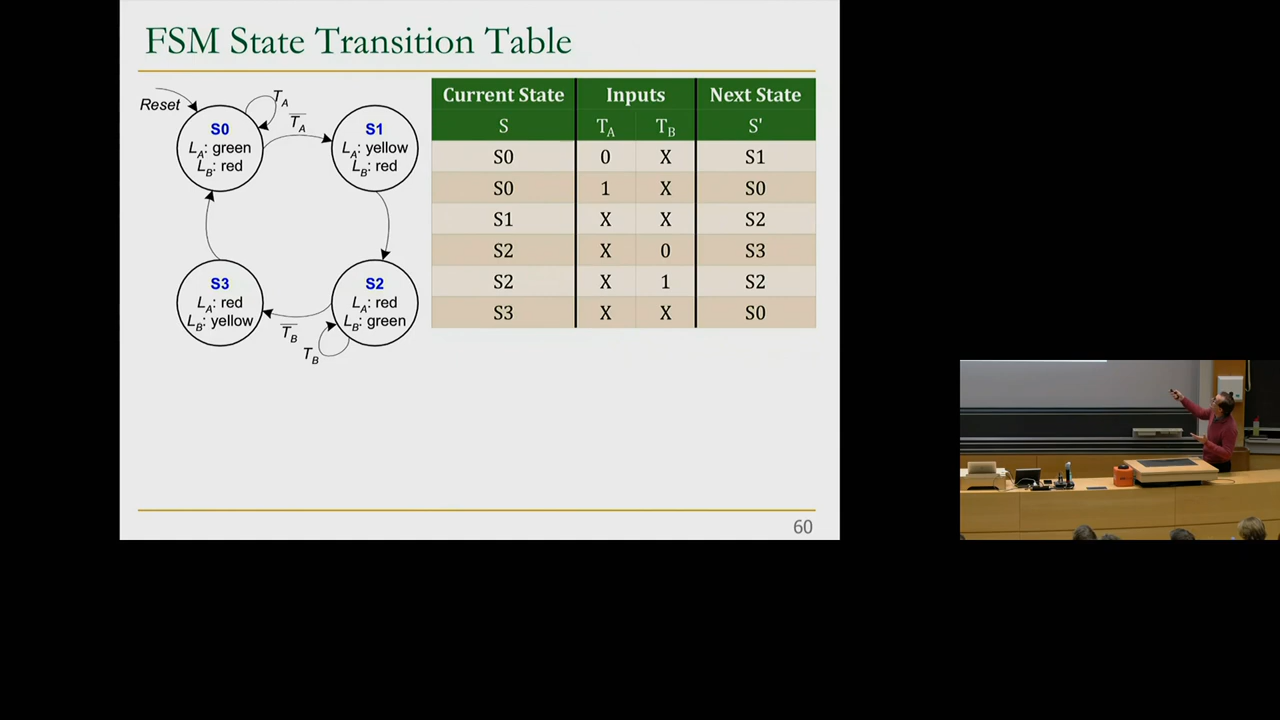 FSM State Transition Table
Reset
T_A
T̅_A
S0
L_A: green
L_B: red
S1
L_A: yellow
L_B: red
S3
L_A: red
L_B: yellow
S2
L_A: red
L_B: green
T̅_B
T_B
Current State Inputs Next State
S T_A T_B S'
S0 0 X S1
S0 1 X S0
S1 X X S2
S2 X 0 S3
S2 X 1 S2
S3 X X S0
60